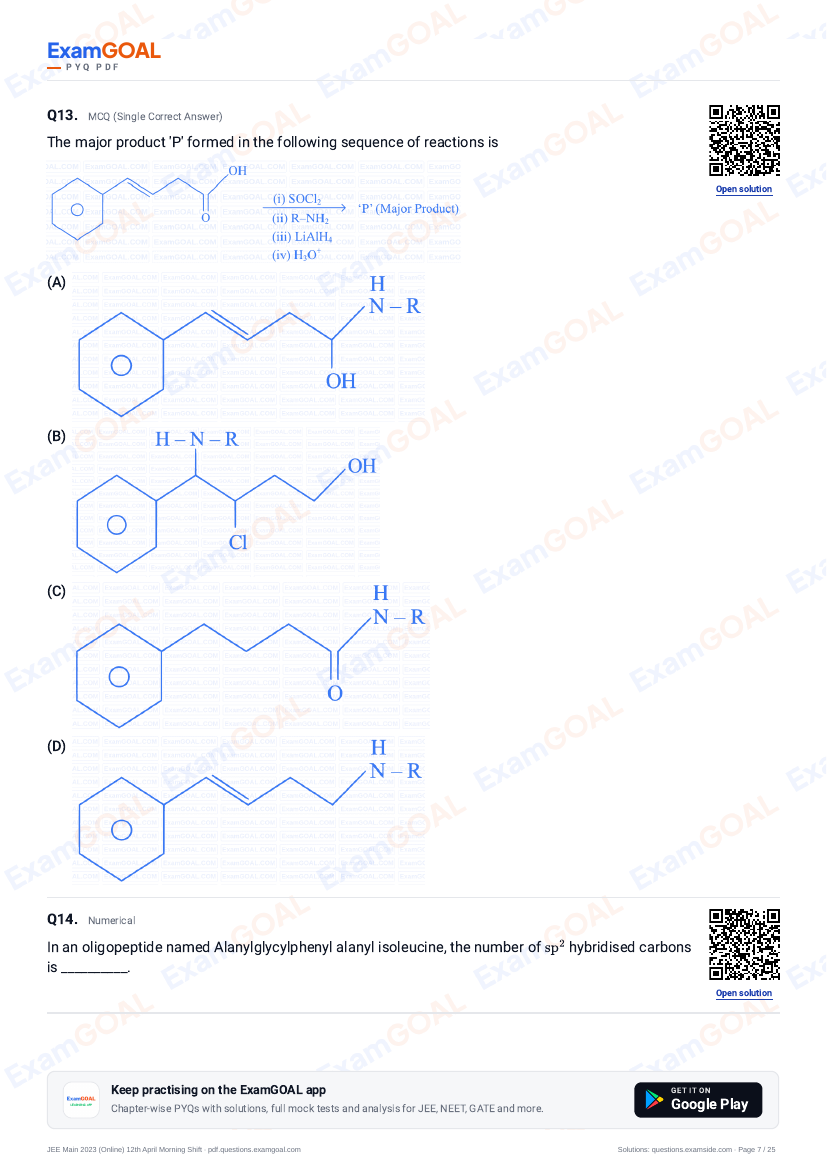 ExamGOAL
PYQ PDF
Q13. MCQ (Single Correct Answer)
The major product 'P' formed in the following sequence of reactions is
Open solution
OH
O
(i) SOCl₂
(ii) R–NH₂
(iii) LiAlH₄
(iv) H₃O⁺
'P' (Major Product)
(A)
H
N – R
OH
(B)
H – N – R
OH
Cl
(C)
H
N – R
O
(D)
H
N – R
Q14. Numerical
In an oligopeptide named Alanylglycylphenyl alanyl isoleucine, the number of sp² hybridised carbons
is __________.
Open solution
Keep practising on the ExamGOAL app
Chapter-wise PYQs with solutions, full mock tests and analysis for JEE, NEET, GATE and more.
GET IT ON
Google Play
JEE Main 2023 (Online) 12th April Morning Shift · pdf.questions.examgoal.com
Solutions: questions.examside.com · Page 7 / 25